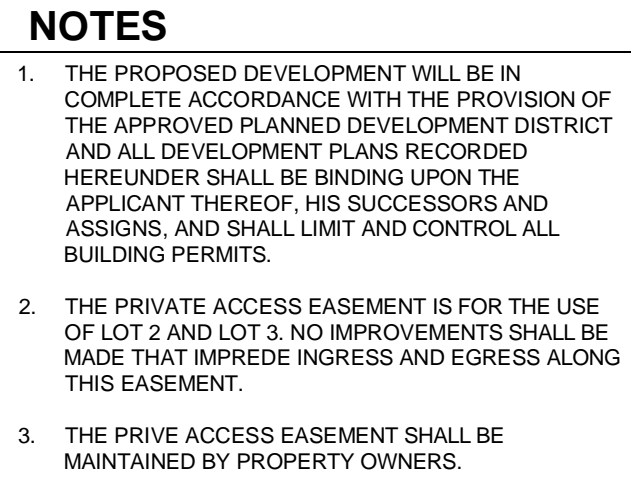 NOTES
1. THE PROPOSED DEVELOPMENT WILL BE IN
COMPLETE ACCORDANCE WITH THE PROVISION OF
THE APPROVED PLANNED DEVELOPMENT DISTRICT
AND ALL DEVELOPMENT PLANS RECORDED
HEREUNDER SHALL BE BINDING UPON THE
APPLICANT THEREOF, HIS SUCCESSORS AND
ASSIGNS, AND SHALL LIMIT AND CONTROL ALL
BUILDING PERMITS.
2. THE PRIVATE ACCESS EASEMENT IS FOR THE USE
OF LOT 2 AND LOT 3. NO IMPROVEMENTS SHALL BE
MADE THAT IMPREDE INGRESS AND EGRESS ALONG
THIS EASEMENT.
3. THE PRIVE ACCESS EASEMENT SHALL BE
MAINTAINED BY PROPERTY OWNERS.